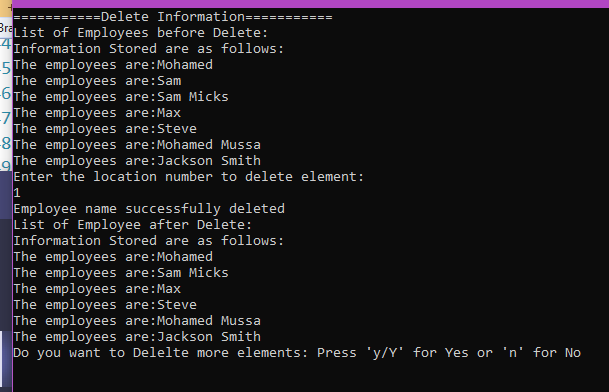 ===========Delete Information===========
List of Employees before Delete:
Information Stored are as follows:
The employees are:Mohamed
The employees are:Sam
The employees are:Sam Micks
The employees are:Max
The employees are:Steve
The employees are:Mohamed Mussa
The employees are:Jackson Smith
Enter the location number to delete element:
1
Employee name successfully deleted
List of Employee after Delete:
Information Stored are as follows:
The employees are:Mohamed
The employees are:Sam Micks
The employees are:Max
The employees are:Steve
The employees are:Mohamed Mussa
The employees are:Jackson Smith
Do you want to Delelte more elements: Press 'y/Y' for Yes or 'n' for No